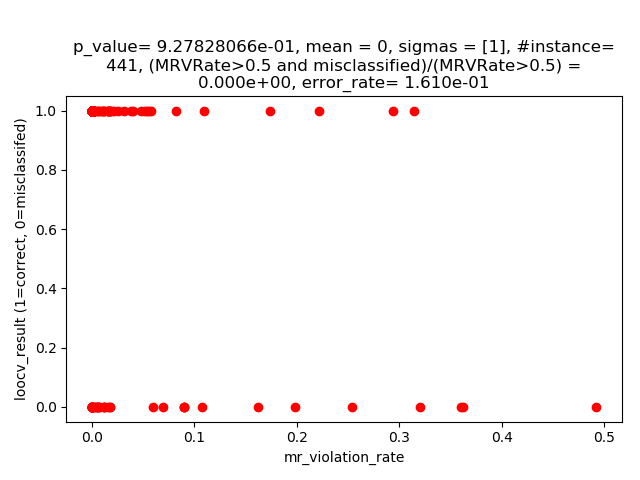 p_value= 9.27828066e-01, mean = 0, sigmas = [1], #instance=
441, (MRVRate>0.5 and misclassified)/(MRVRate>0.5) =
0.000e+00, error_rate= 1.610e-01
loocv_result (1=correct, 0=misclassifed)
1.0
0.8
0.6
0.4
0.2
0.0
0.0 0.1 0.2 0.3 0.4 0.5
mr_violation_rate